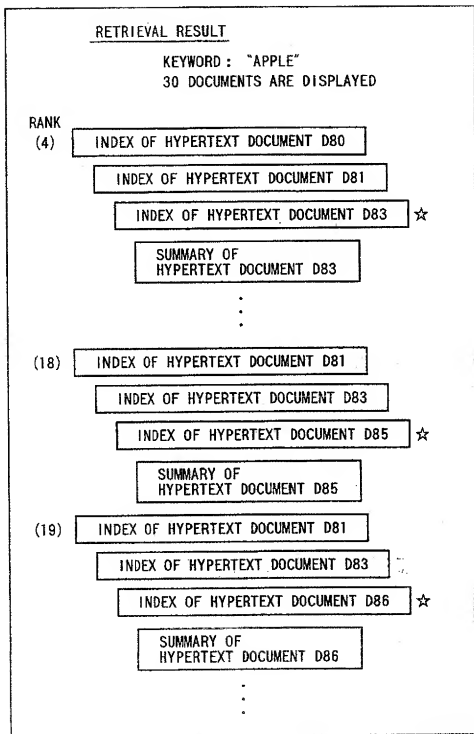 RETRIEVAL RESULT
KEYWORD : "APPLE"
30 DOCUMENTS ARE DISPLAYED
RANK
(4) INDEX OF HYPERTEXT DOCUMENT D80
INDEX OF HYPERTEXT DOCUMENT D81
INDEX OF HYPERTEXT DOCUMENT D83 ☆
SUMMARY OF
HYPERTEXT DOCUMENT D83
(18) INDEX OF HYPERTEXT DOCUMENT D81
INDEX OF HYPERTEXT DOCUMENT D83
INDEX OF HYPERTEXT DOCUMENT D85 ☆
SUMMARY OF
HYPERTEXT DOCUMENT D85
(19) INDEX OF HYPERTEXT DOCUMENT D81
INDEX OF HYPERTEXT DOCUMENT D83
INDEX OF HYPERTEXT DOCUMENT D86 ☆
SUMMARY OF
HYPERTEXT DOCUMENT D86